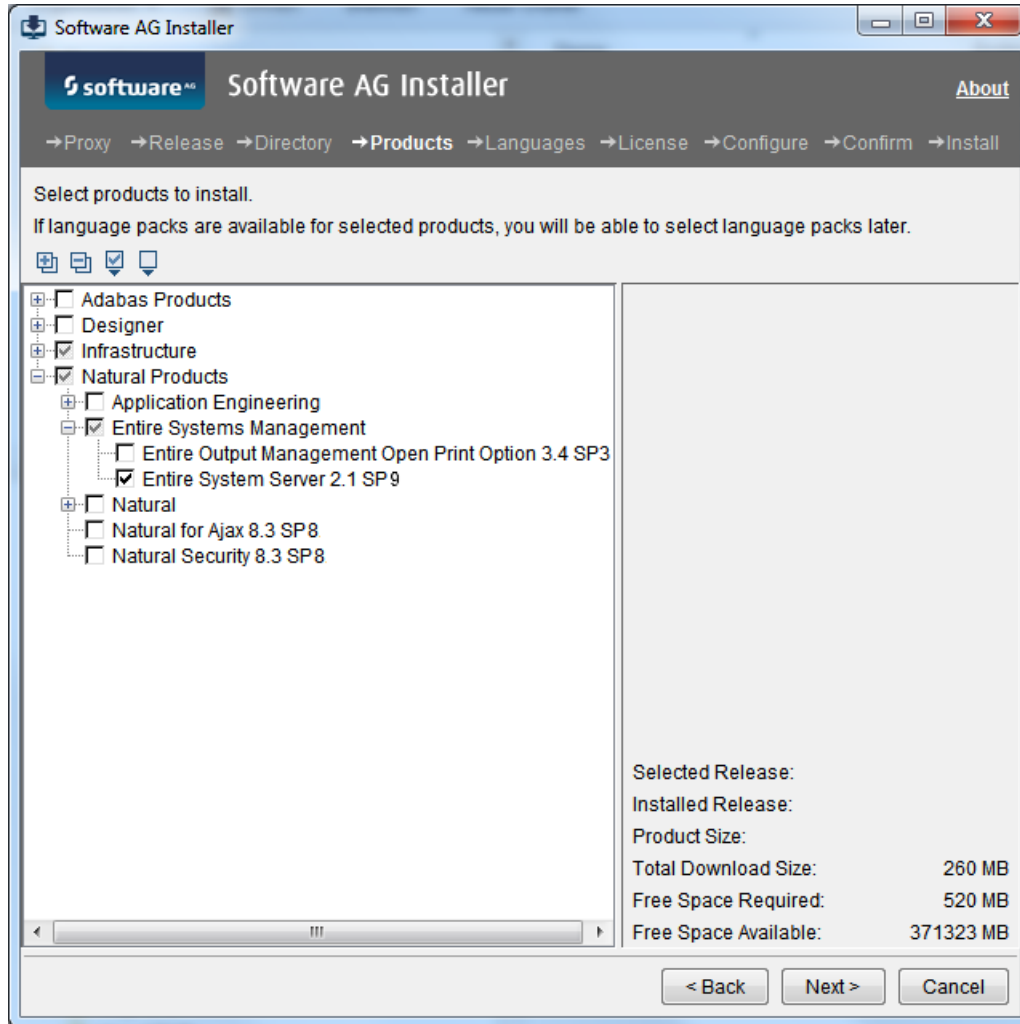 Software AG Installer
software AG Software AG Installer
About
→Proxy →Release →Directory →Products →Languages →License →Configure →Confirm →Install
Select products to install.
If language packs are available for selected products, you will be able to select language packs later.
Adabas Products
Designer
Infrastructure
Natural Products
Application Engineering
Entire Systems Management
Entire Output Management Open Print Option 3.4 SP3
Entire System Server 2.1 SP9
Natural
Natural for Ajax 8.3 SP8
Natural Security 8.3 SP8
Selected Release:
Installed Release:
Product Size:
Total Download Size: 260 MB
Free Space Required: 520 MB
Free Space Available: 371323 MB
< Back Next > Cancel